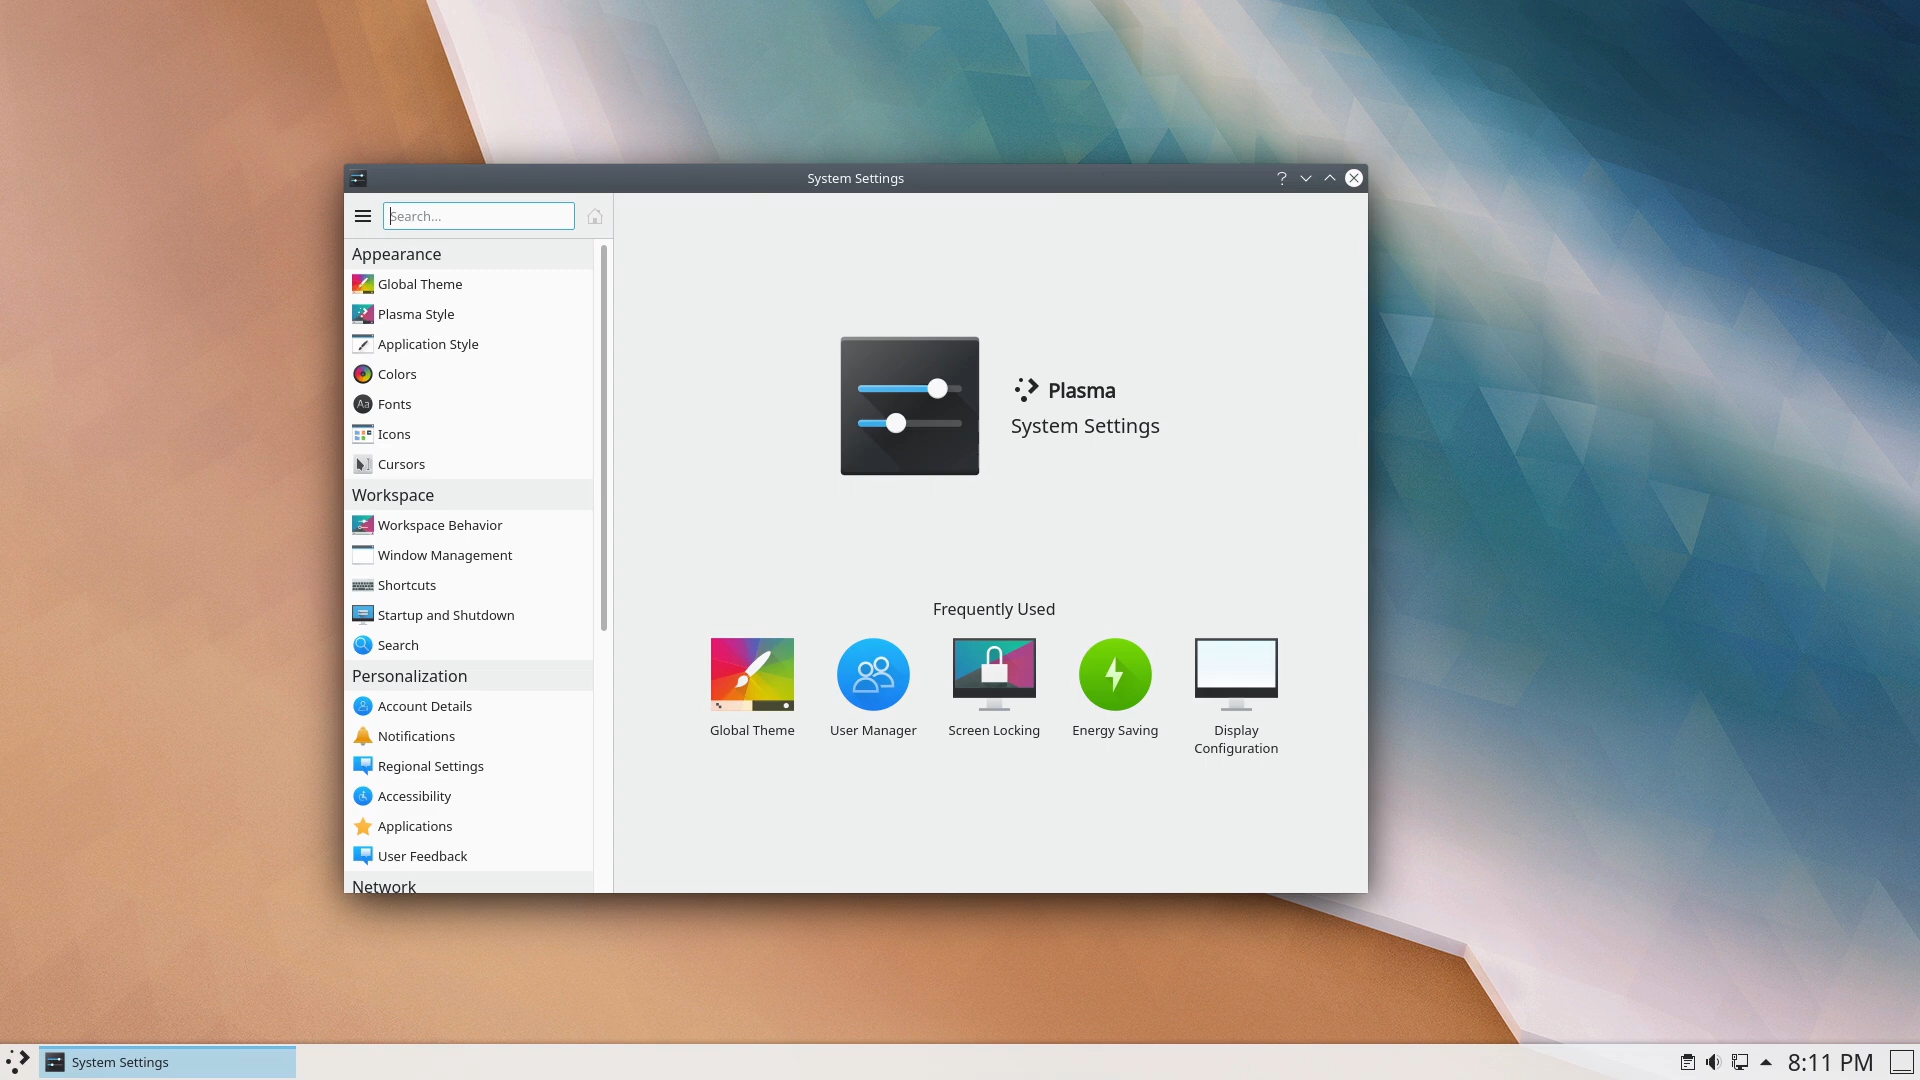 System Settings
Search...
Appearance
Global Theme
Plasma Style
Application Style
Colors
Fonts
Icons
Cursors
Workspace
Workspace Behavior
Window Management
Shortcuts
Startup and Shutdown
Search
Personalization
Account Details
Notifications
Regional Settings
Accessibility
Applications
User Feedback
Network
Plasma
System Settings
Frequently Used
Global Theme
User Manager
Screen Locking
Energy Saving
Display
Configuration
System Settings
8:11 PM